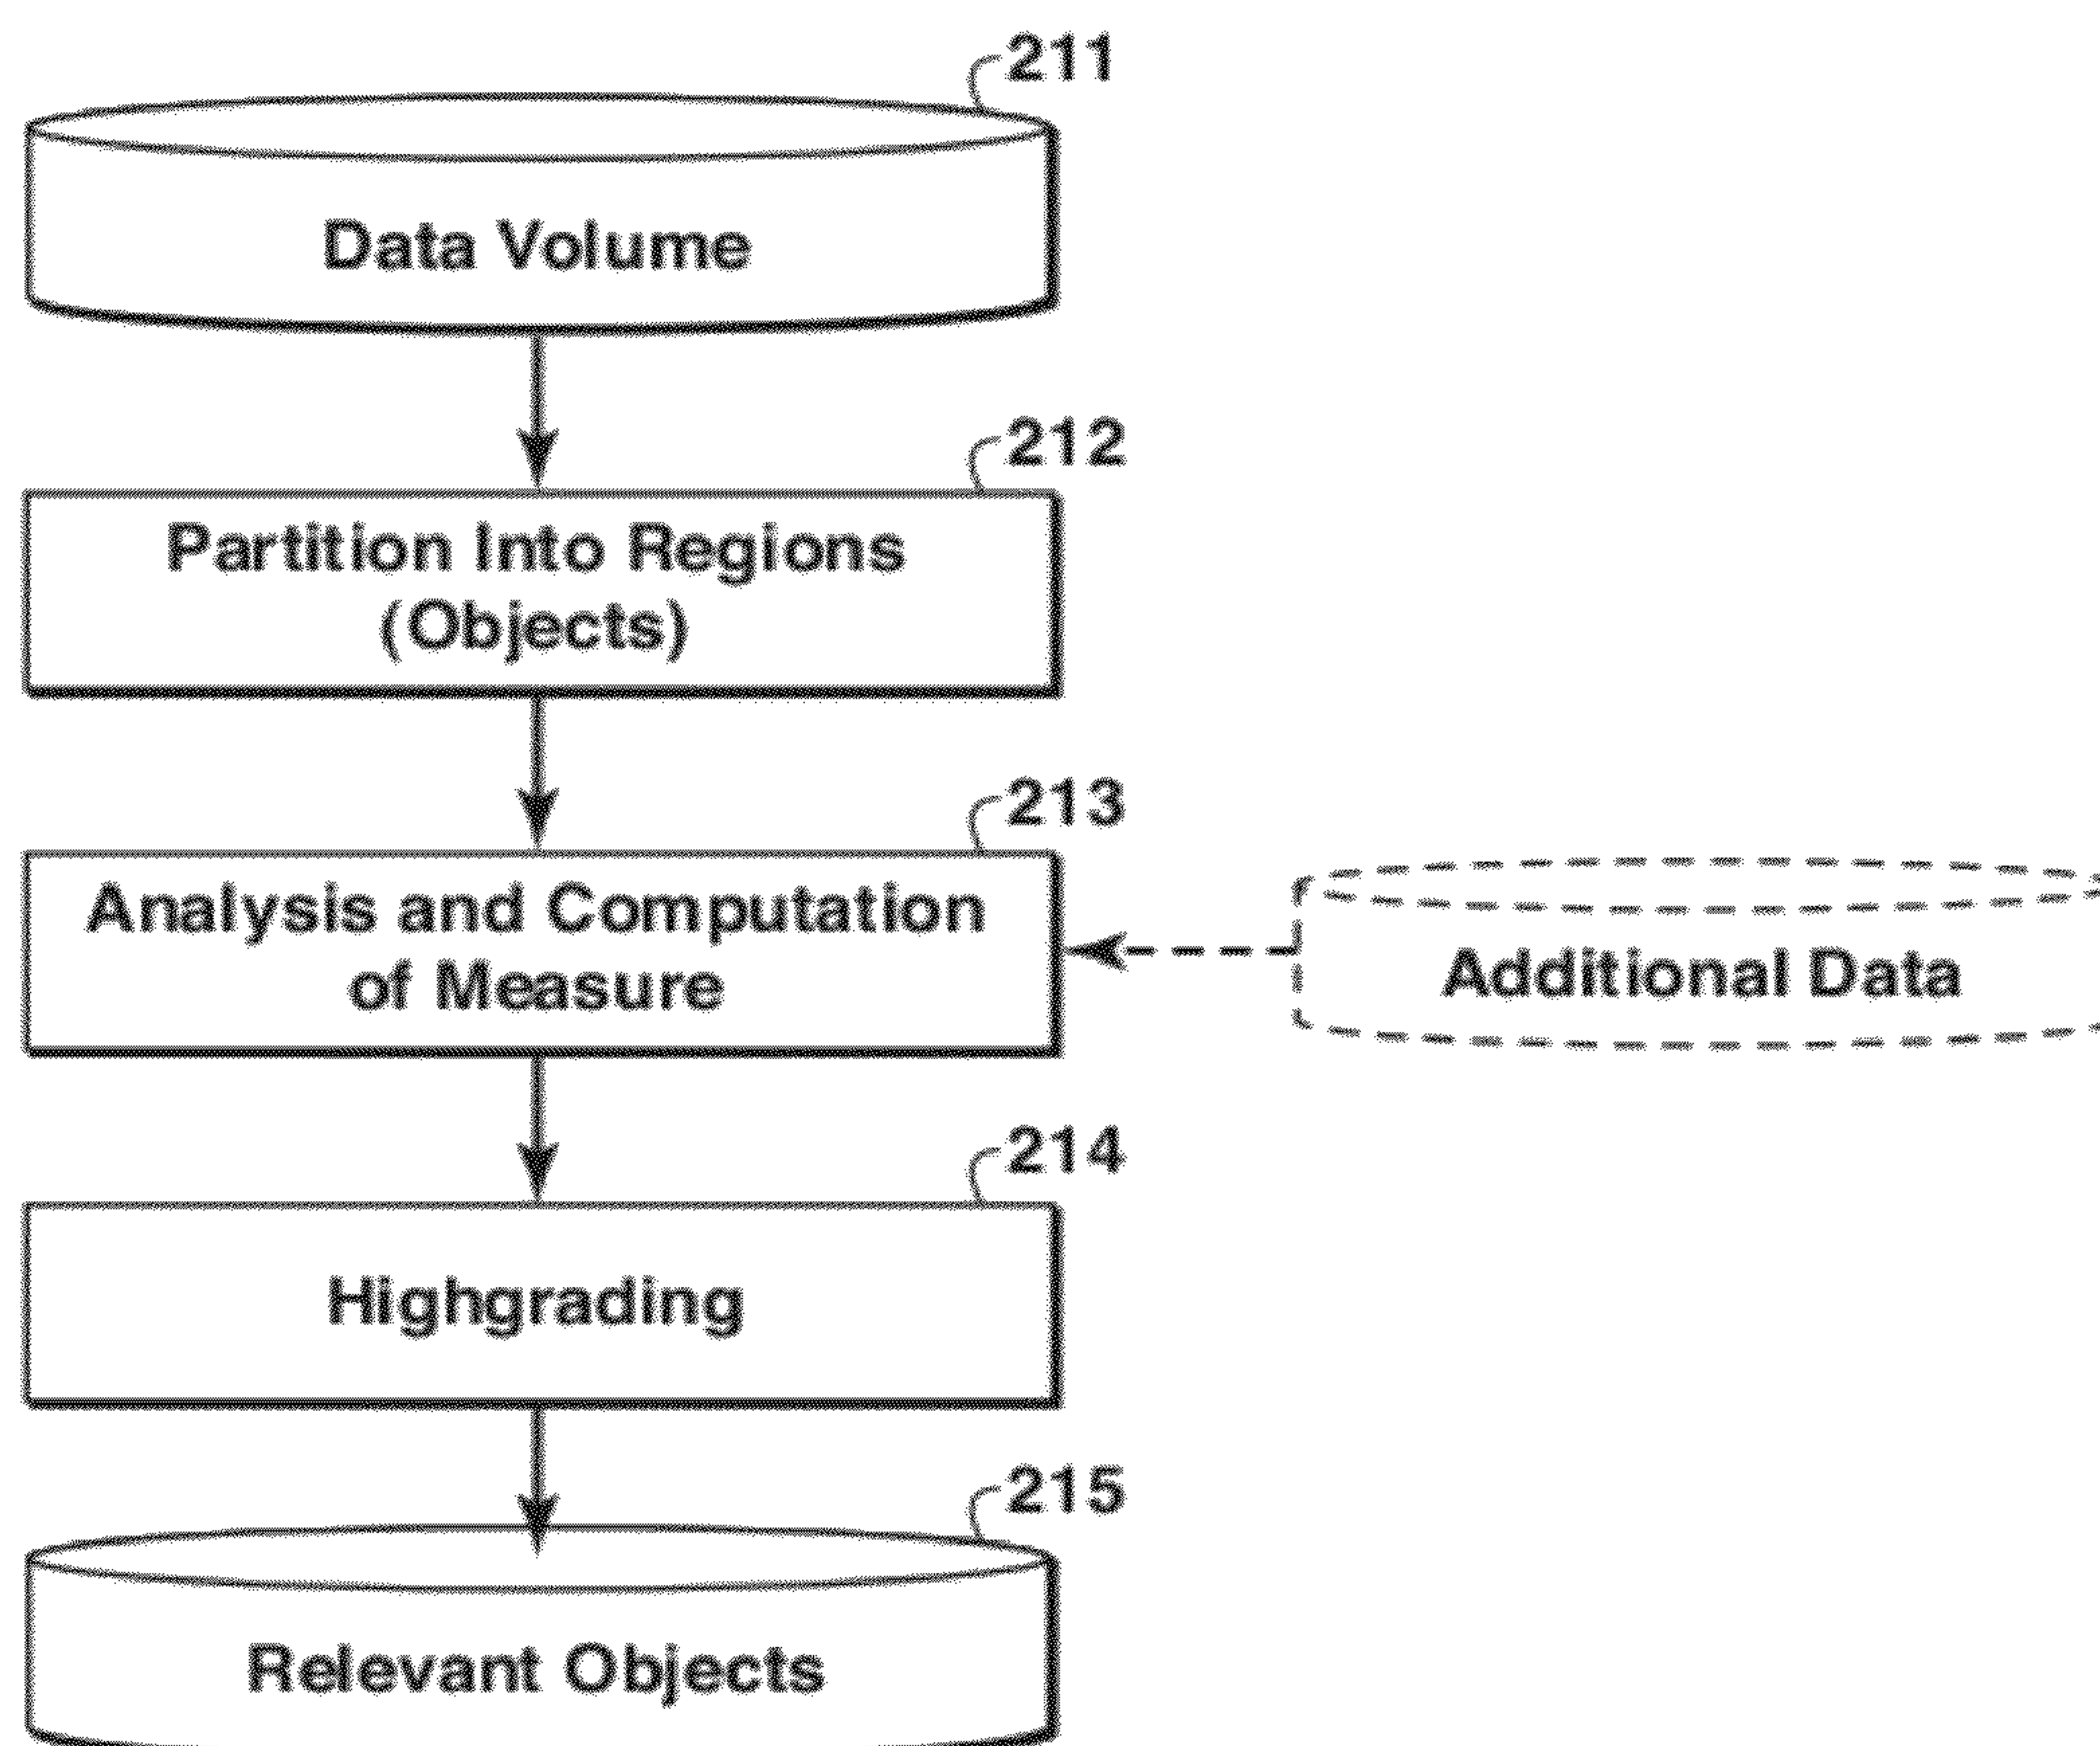 211
Data Volume
212
Partition Into Regions
(Objects)
213
Analysis and Computation
of Measure
Additional Data
214
Highgrading
215
Relevant Objects